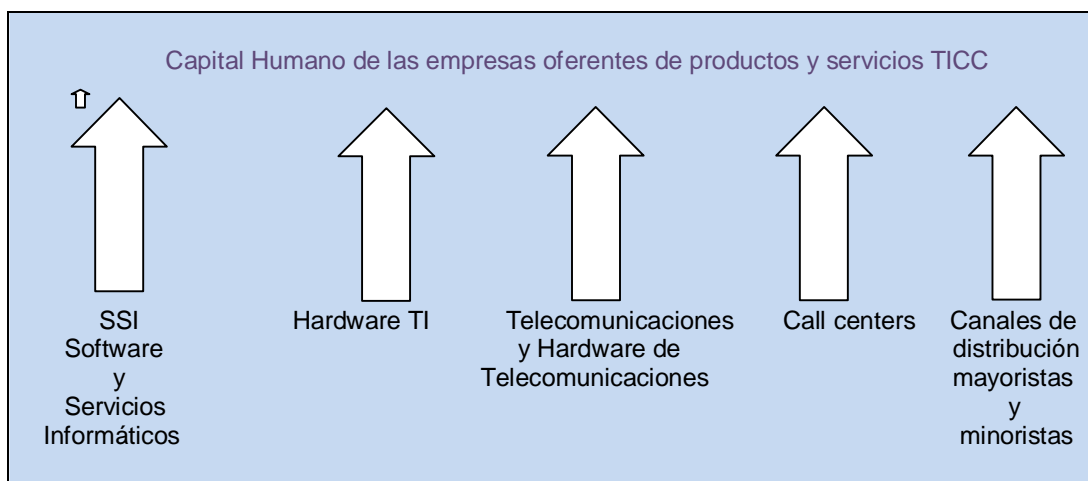 Capital Humano de las empresas oferentes de productos y servicios TICC
SSI
Software
y
Servicios
Informáticos
Hardware TI
Telecomunicaciones
y Hardware de
Telecomunicaciones
Call centers
Canales de
distribución
mayoristas
y
minoristas